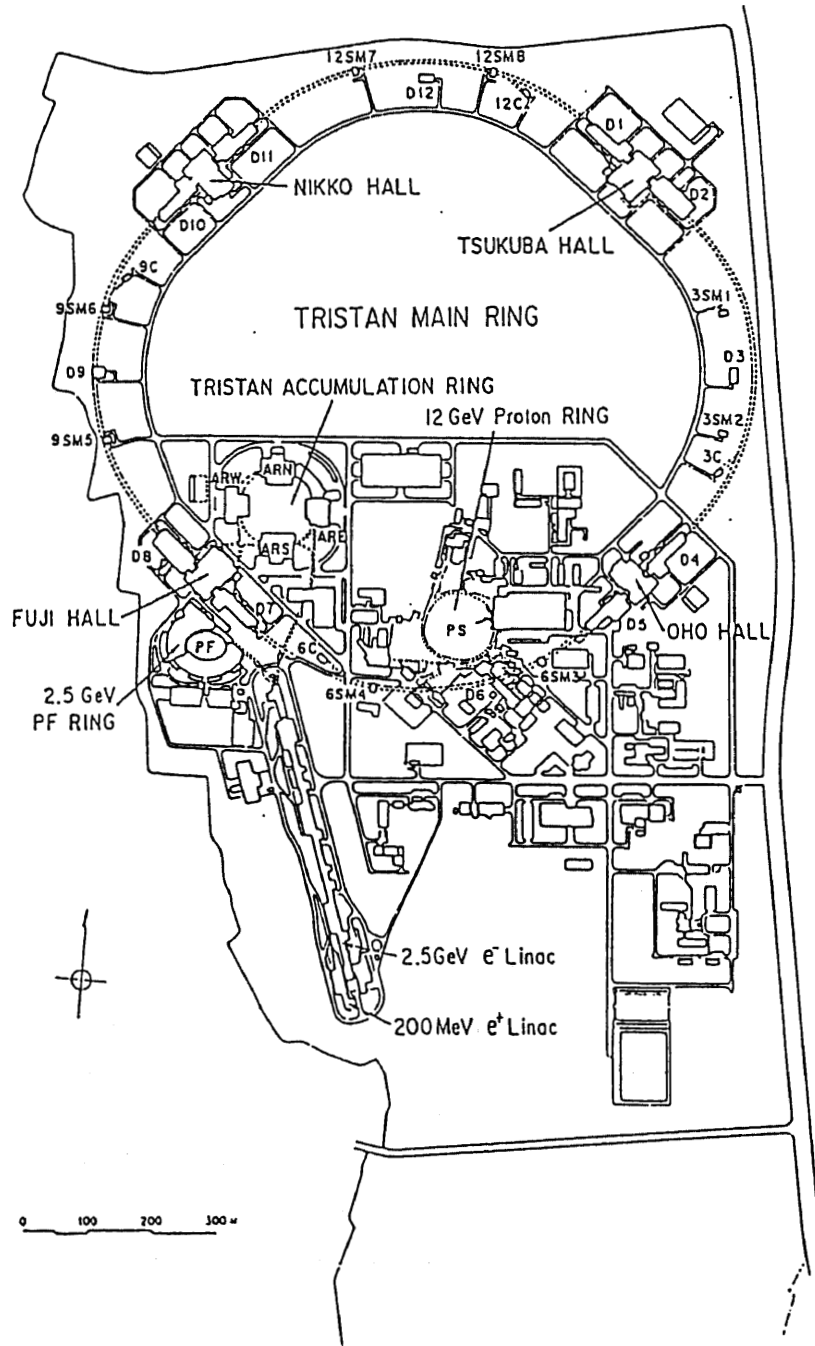 12SM7
12SM8
D12
12C
D1
D11
NIKKO HALL
D2
D10
TSUKUBA HALL
9C
9SM6
3SM1
TRISTAN MAIN RING
D9
D3
TRISTAN ACCUMULATION RING
12 GeV Proton RING
9SM5
3SM2
3C
ARN
ARW
ARE
ARS
D8
D4
FUJI HALL
D7
D5
OHO HALL
PS
PF
6C
6SM3
2.5 GeV
PF RING
6SM4
D6
2.5GeV e⁻ Linac
200MeV e⁺ Linac
0 100 200 300 M